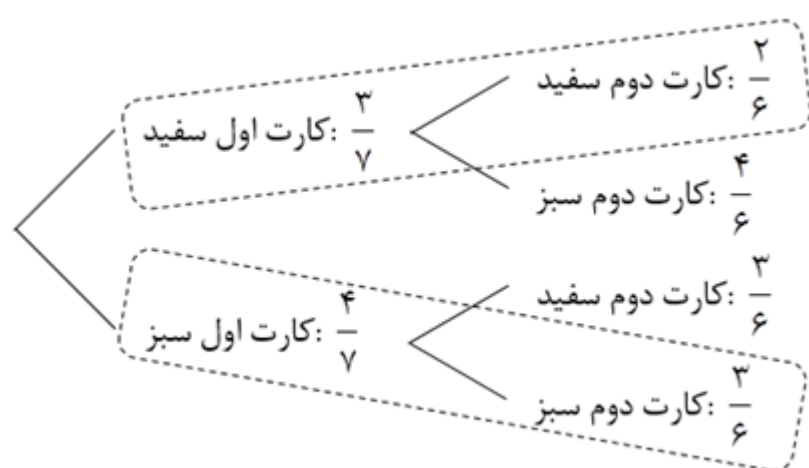 کارت دوم سفید: ۲/۶
کارت اول سفید: ۳/۷
کارت دوم سبز: ۴/۶
کارت دوم سفید: ۳/۶
کارت اول سبز: ۴/۷
کارت دوم سبز: ۳/۶